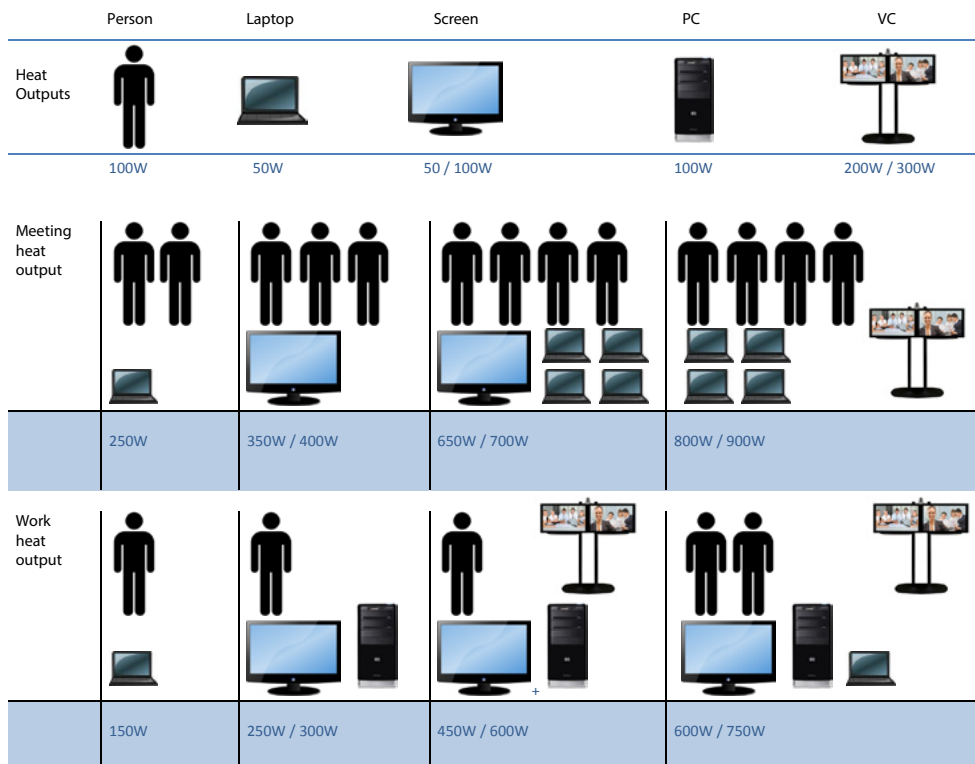 Person Laptop Screen PC VC
Heat
Outputs
100W 50W 50 / 100W 100W 200W / 300W
Meeting
heat
output
250W 350W / 400W 650W / 700W 800W / 900W
Work
heat
output
+
150W 250W / 300W 450W / 600W 600W / 750W